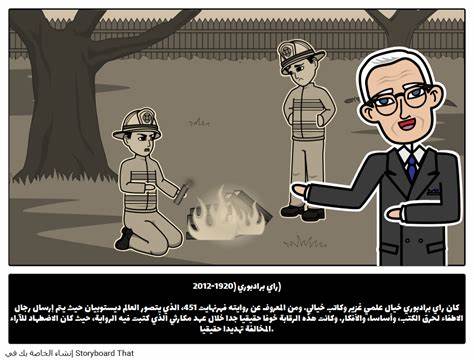 (راي برادبوري (1920-2012
كان راي برادبوري خيال علمي غزير وكاتب خيالي. ومن المعروف عن روايته فهرنهايت 451، الذي يتصور العالم ديستوبيان حيث يتم إرسال رجال
الاطفاء لحرق الكتب، وأساسا، والأفكار. وكانت هذه الرقابة خوفا حقيقيا جدا خلال عهد مكارثي الذي كتبت فيه الرواية، حيث كان الاضطهاد للآراء
المخالفة تهديدا حقيقيا.
إنشاء الخاصة بك في Storyboard That